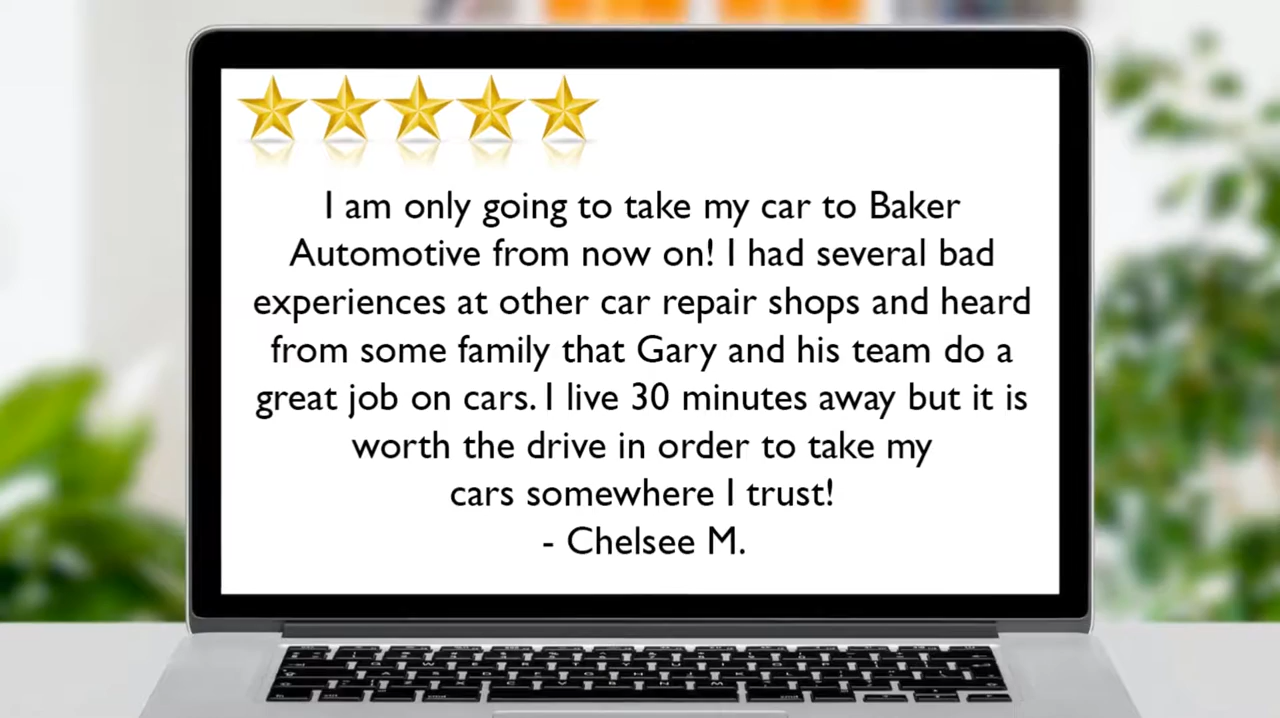 I am only going to take my car to Baker
Automotive from now on! I had several bad
experiences at other car repair shops and heard
from some family that Gary and his team do a
great job on cars. I live 30 minutes away but it is
worth the drive in order to take my
cars somewhere I trust!
- Chelsee M.